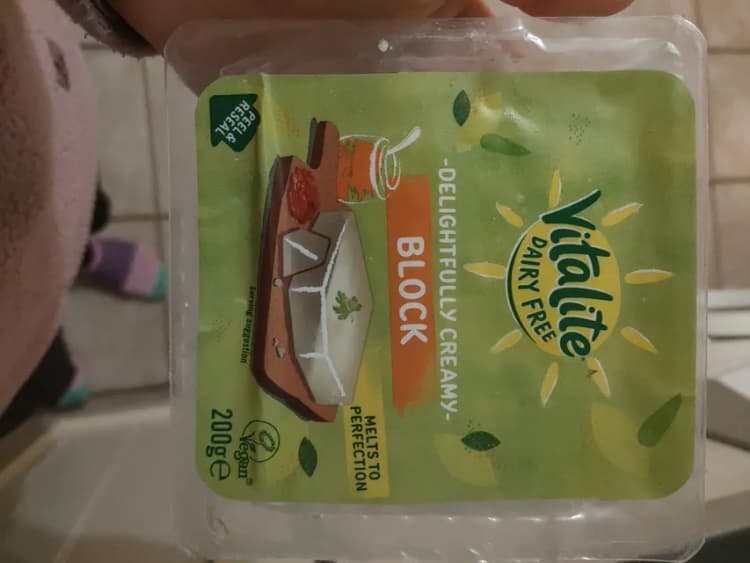 PEEL &
RESEAL
Vitalite
DAIRY FREE
-DELIGHTFULLY CREAMY-
BLOCK
MELTS TO
PERFECTION
Serving suggestion
Vegan
200g℮